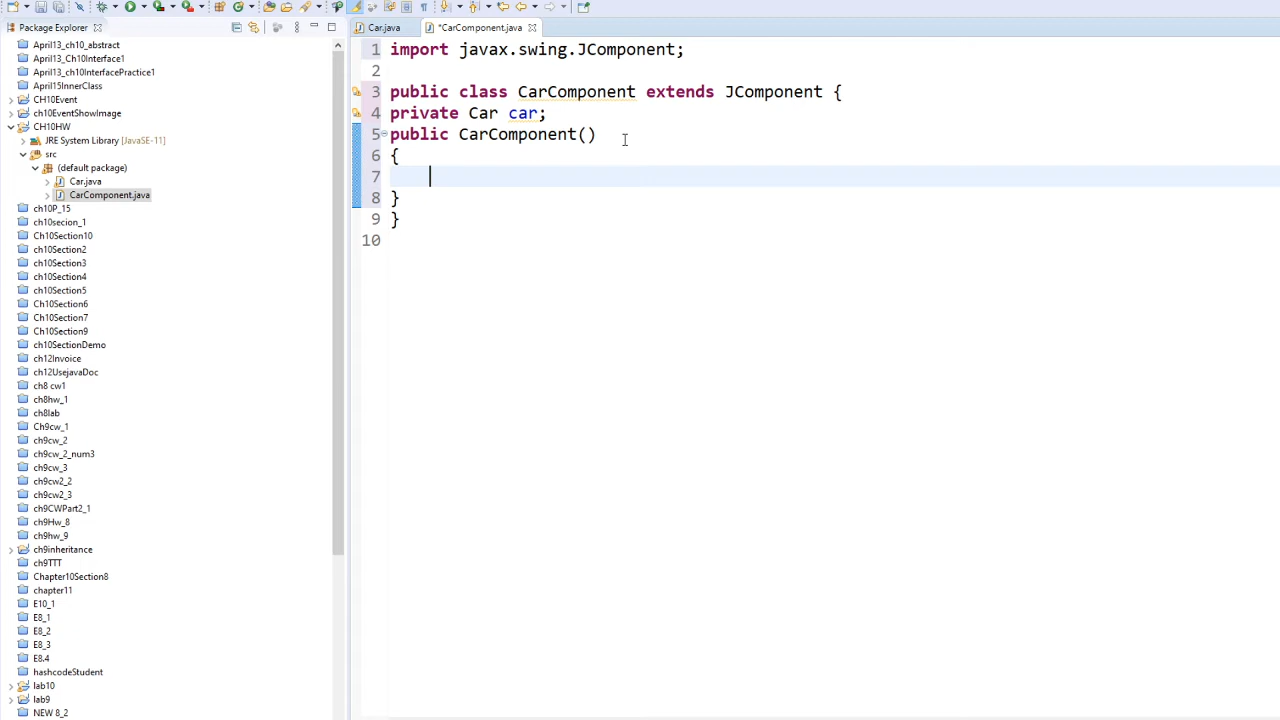 Package Explorer
April13_ch10_abstract
April13_Ch10Interface1
April13_ch10InterfacePractice1
April15InnerClass
CH10Event
ch10EventShowImage
CH10HW
JRE System Library [JavaSE-11]
src
(default package)
Car.java
CarComponent.java
ch10P_15
ch10secion_1
Ch10Section10
ch10Section2
ch10Section3
ch10Section4
ch10Section5
Ch10Section6
Ch10Section7
Ch10Section9
ch10SectionDemo
ch12Invoice
ch12UsejavaDoc
ch8 cw1
ch8hw_1
ch8lab
Ch9cw_1
ch9cw_2
ch9cw_2_num3
ch9cw_3
ch9cw2_2
ch9cw2_3
ch9CWPart2_1
ch9Hw_8
ch9hw_9
ch9inheritance
ch9TTT
Chapter10Section8
chapter11
E10_1
E8_1
E8_2
E8_3
E8.4
hashcodeStudent
lab10
lab9
NEW 8_2
Car.java
*CarComponent.java
1 import javax.swing.JComponent;
2
3 public class CarComponent extends JComponent {
4 private Car car;
5 public CarComponent()
6 {
7
8 }
9 }
10